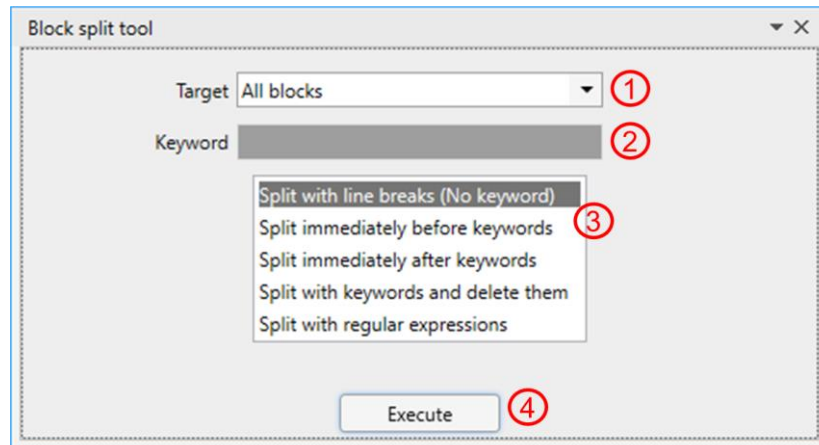 Block split tool
Target All blocks ①
Keyword ②
Split with line breaks (No keyword)
③
Split immediately before keywords
Split immediately after keywords
Split with keywords and delete them
Split with regular expressions
Execute ④